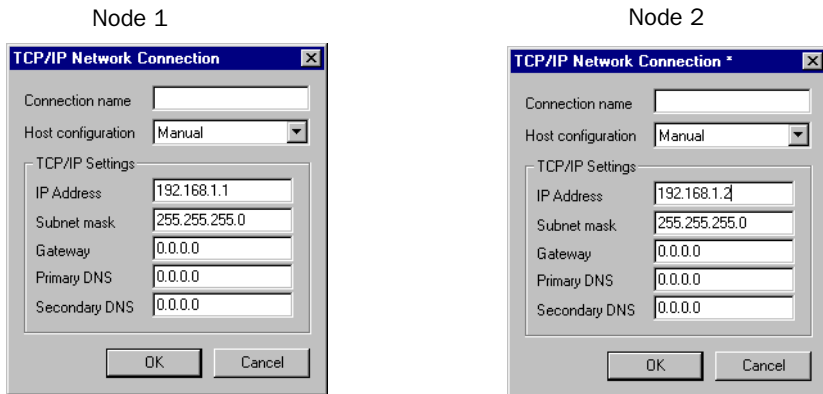 Node 1
TCP/IP Network Connection
Connection name
Host configuration Manual
TCP/IP Settings
IP Address 192.168.1.1
Subnet mask 255.255.255.0
Gateway 0.0.0.0
Primary DNS 0.0.0.0
Secondary DNS 0.0.0.0
OK Cancel
Node 2
TCP/IP Network Connection *
Connection name
Host configuration Manual
TCP/IP Settings
IP Address 192.168.1.2
Subnet mask 255.255.255.0
Gateway 0.0.0.0
Primary DNS 0.0.0.0
Secondary DNS 0.0.0.0
OK Cancel